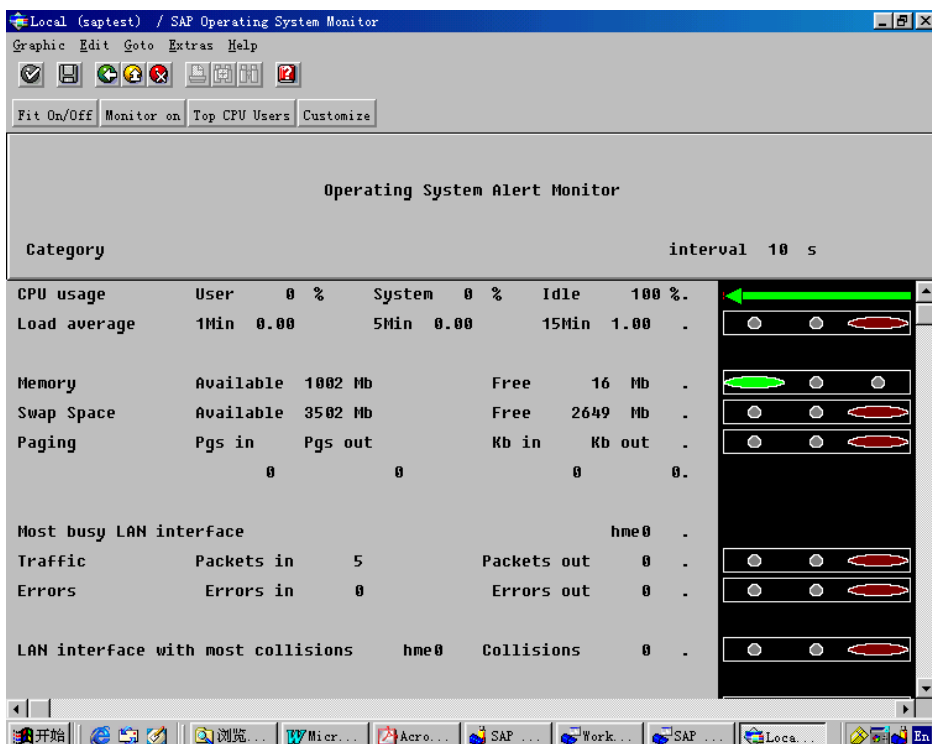 Local (saptest) / SAP Operating System Monitor
Graphic Edit Goto Extras Help
Fit On/Off Monitor on Top CPU Users Customize
Operating System Alert Monitor
Category interval 10 s
CPU usage User 0 % System 0 % Idle 100 %.
Load average 1Min 0.00 5Min 0.00 15Min 1.00 .
Memory Available 1002 Mb Free 16 Mb .
Swap Space Available 3502 Mb Free 2649 Mb .
Paging Pgs in Pgs out Kb in Kb out .
0 0 0 0.
Most busy LAN interface hme0 .
Traffic Packets in 5 Packets out 0 .
Errors Errors in 0 Errors out 0 .
LAN interface with most collisions hme0 Collisions 0 .
开始 浏览... Micr... Acro... SAP ... Work... SAP ... Loca... En